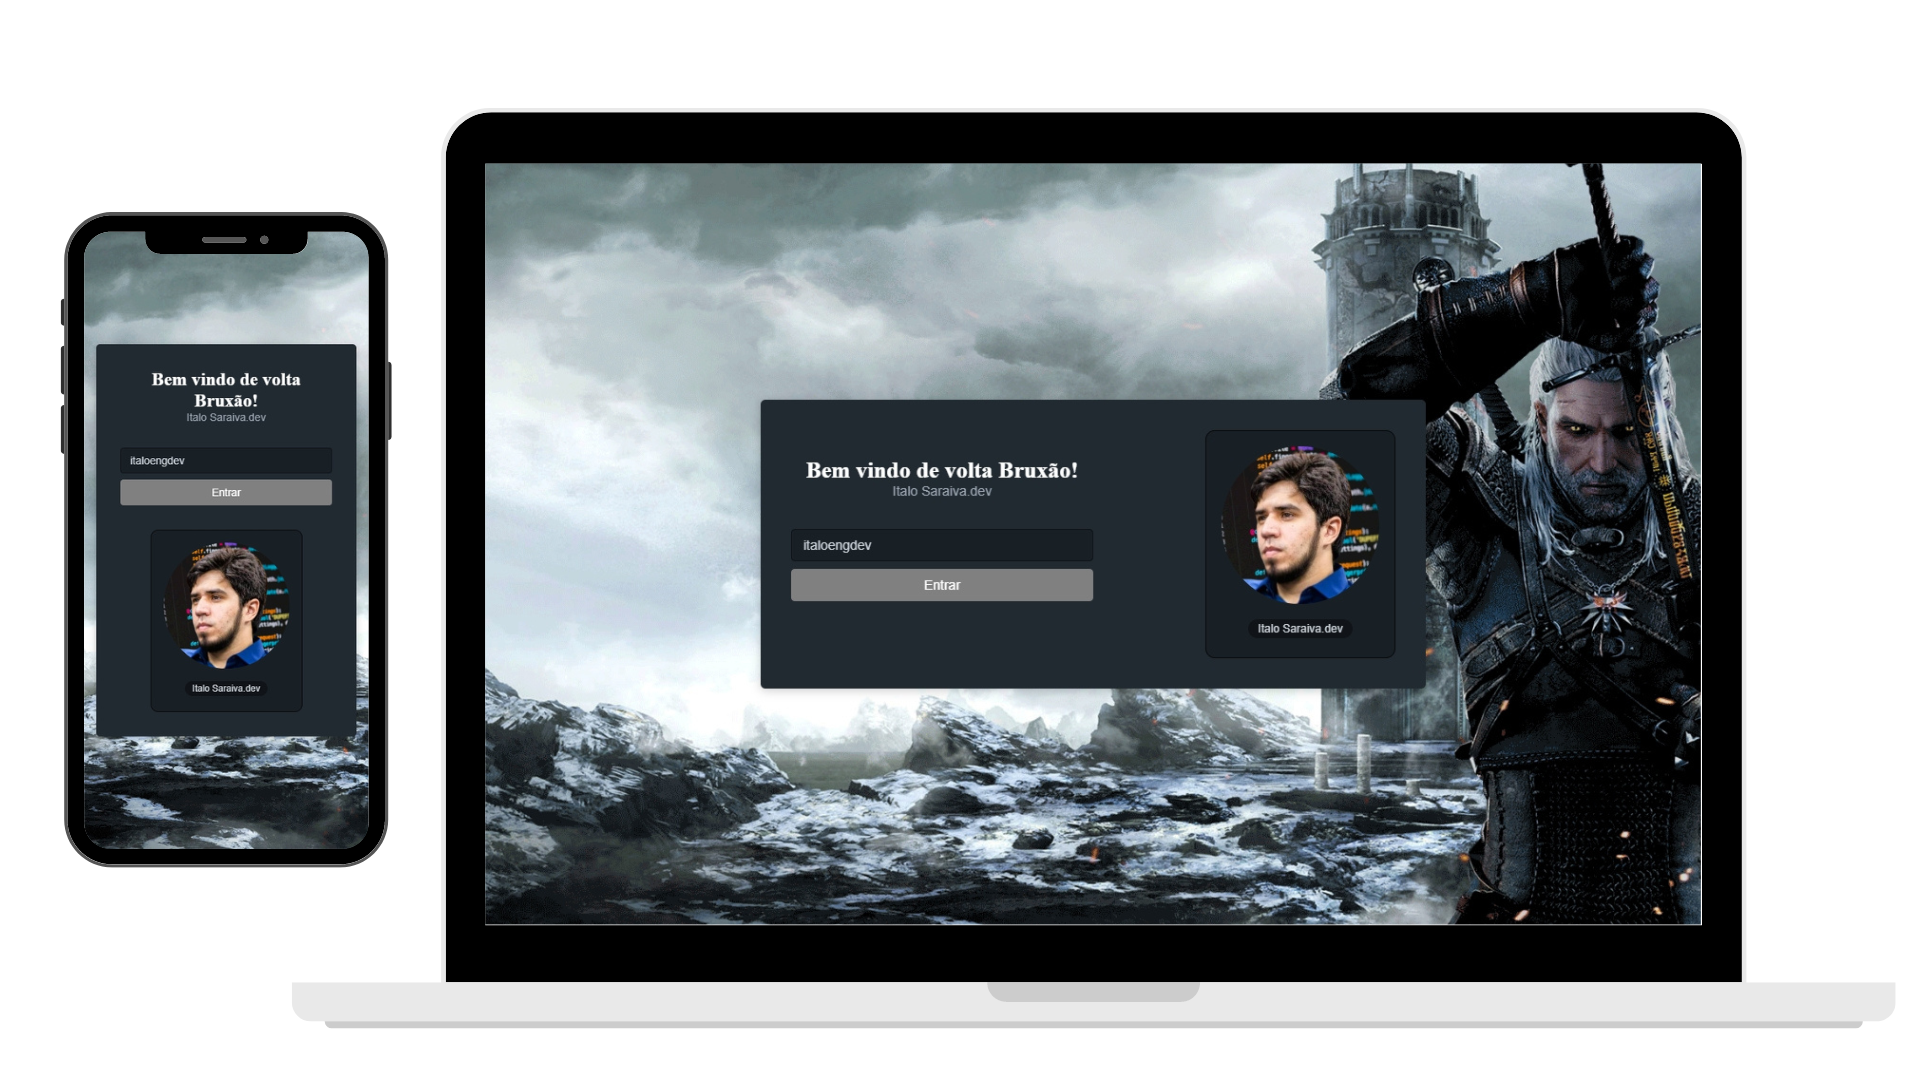 Bem vindo de volta
Bruxão!
Italo Saraiva.dev
italoengdev
Entrar
Italo Saraiva.dev
Bem vindo de volta Bruxão!
Italo Saraiva.dev
italoengdev
Entrar
Italo Saraiva.dev